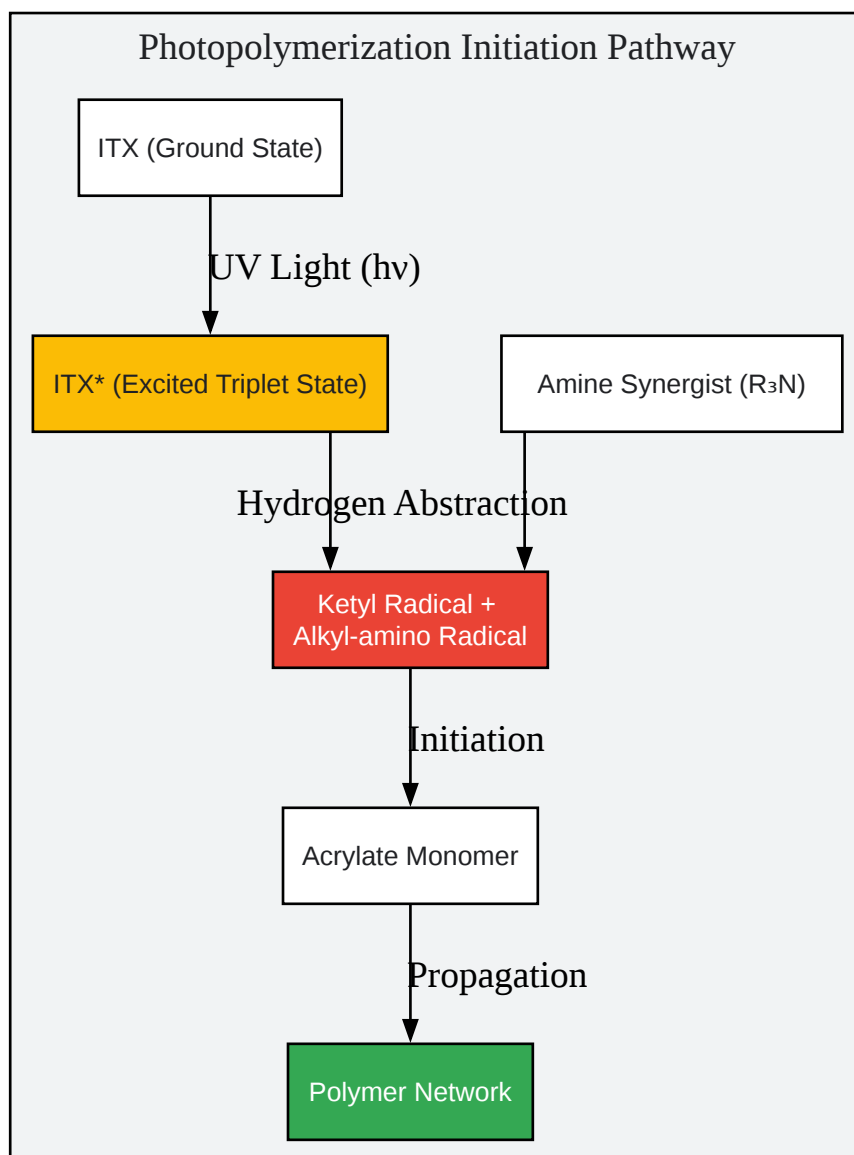 Photopolymerization Initiation Pathway
ITX (Ground State)
UV Light (hν)
ITX* (Excited Triplet State)
Amine Synergist (R₃N)
Hydrogen Abstraction
Ketyl Radical +
Alkyl-amino Radical
Initiation
Acrylate Monomer
Propagation
Polymer Network